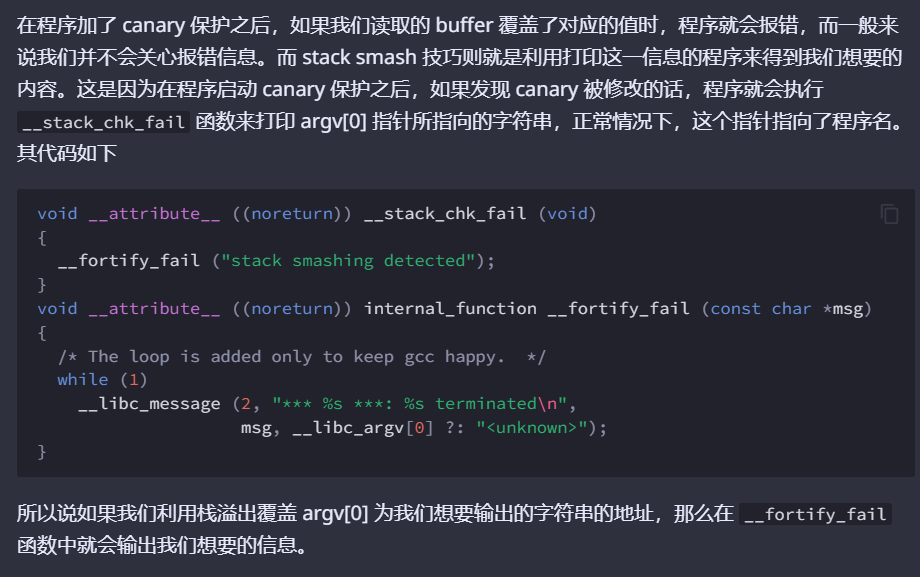 在程序加了 canary 保护之后，如果我们读取的 buffer 覆盖了对应的值时，程序就会报错，而一般来
说我们并不会关心报错信息。而 stack smash 技巧则就是利用打印这一信息的程序来得到我们想要的
内容。这是因为在程序启动 canary 保护之后，如果发现 canary 被修改的话，程序就会执行
__stack_chk_fail 函数来打印 argv[0] 指针所指向的字符串，正常情况下，这个指针指向了程序名。
其代码如下
void __attribute__ ((noreturn)) __stack_chk_fail (void)
{
  __fortify_fail ("stack smashing detected");
}
void __attribute__ ((noreturn)) internal_function __fortify_fail (const char *msg)
{
  /* The loop is added only to keep gcc happy.  */
  while (1)
    __libc_message (2, "*** %s ***: %s terminated\n",
                    msg, __libc_argv[0] ?: "<unknown>");
}
所以说如果我们利用栈溢出覆盖 argv[0] 为我们想要输出的字符串的地址，那么在 __fortify_fail
函数中就会输出我们想要的信息。